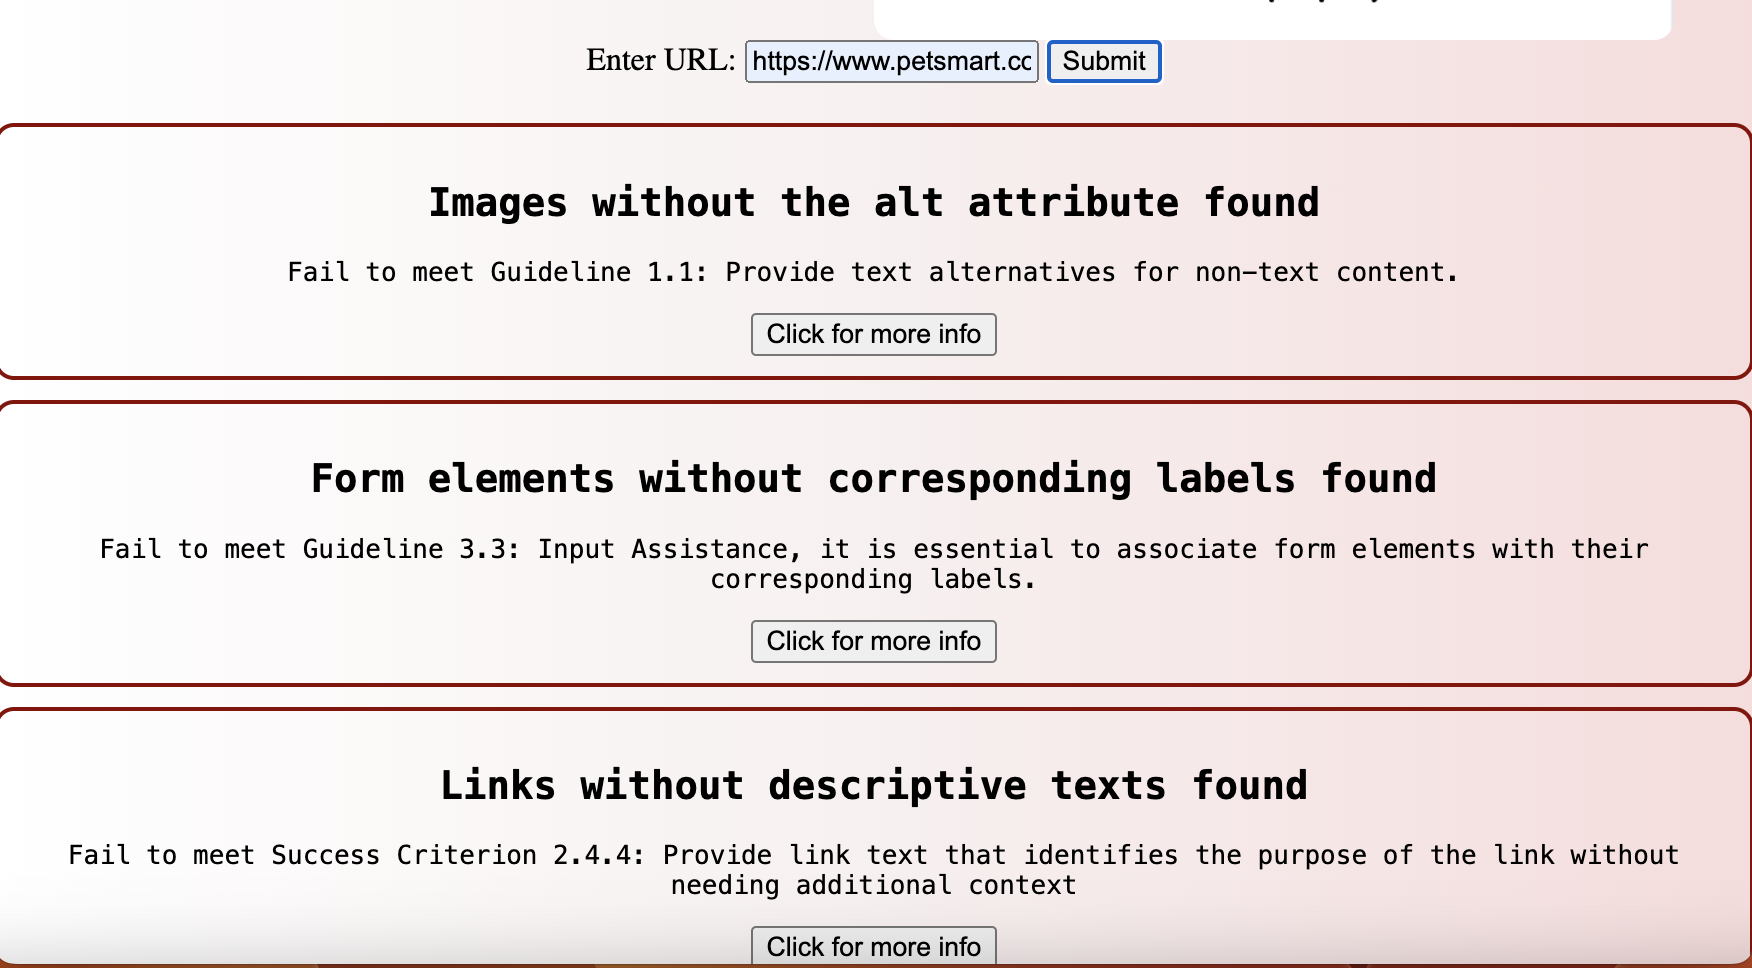 Enter URL: https://www.petsmart.cc Submit
Images without the alt attribute found
Fail to meet Guideline 1.1: Provide text alternatives for non-text content.
Click for more info
Form elements without corresponding labels found
Fail to meet Guideline 3.3: Input Assistance, it is essential to associate form elements with their
corresponding labels.
Click for more info
Links without descriptive texts found
Fail to meet Success Criterion 2.4.4: Provide link text that identifies the purpose of the link without
needing additional context
Click for more info